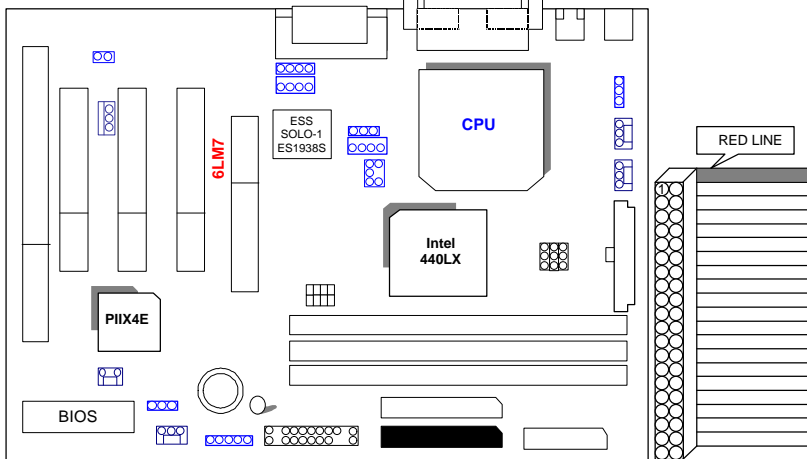 ESS
SOLO-1
ES1938S
CPU
6LM7
RED LINE
1
Intel
440LX
PIIX4E
BIOS